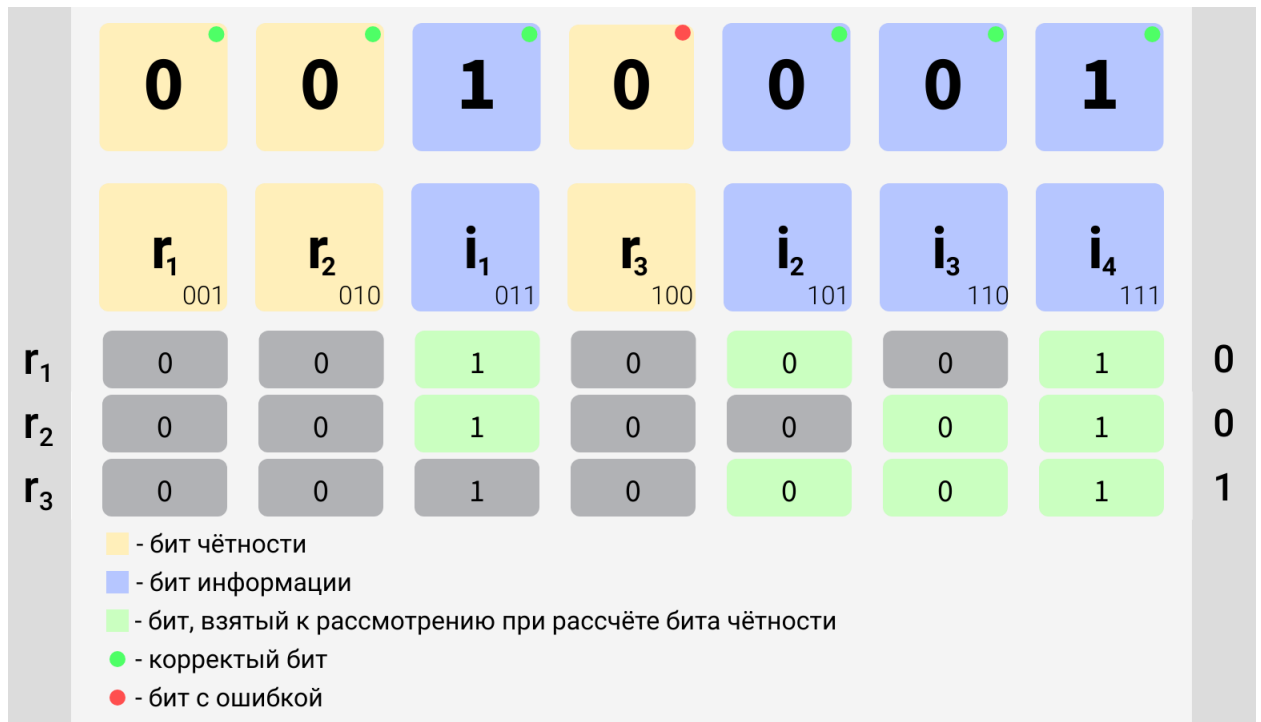 0 0 1 0 0 0 1
r₁ r₂ i₁ r₃ i₂ i₃ i₄
001 010 011 100 101 110 111
r₁ 0 0 1 0 0 0 1 0
r₂ 0 0 1 0 0 0 1 0
r₃ 0 0 1 0 0 0 1 1
- бит чётности
- бит информации
- бит, взятый к рассмотрению при рассчёте бита чётности
- корректый бит
- бит с ошибкой